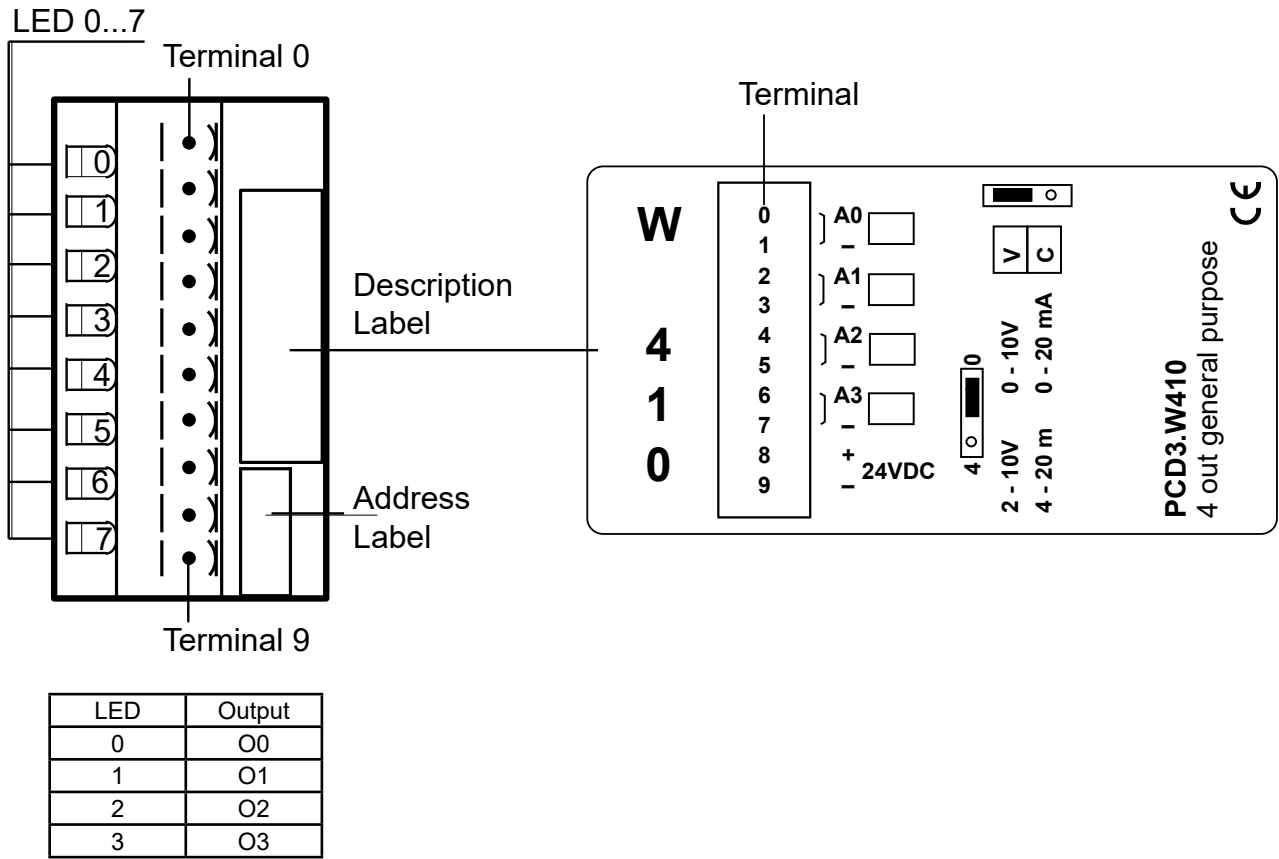 LED 0...7
Terminal 0
0
1
2
3
4
5
6
7
Description
Label
Address
Label
Terminal 9
Terminal
W
4
1
0
0
1
2
3
4
5
6
7
8
9
A0
–
A1
–
A2
–
A3
–
+
–
24VDC
V
C
4
0
2 - 10V 0 - 10V
4 - 20 m 0 - 20 mA
PCD3.W410
4 out general purpose
CE
LED Output
0 O0
1 O1
2 O2
3 O3